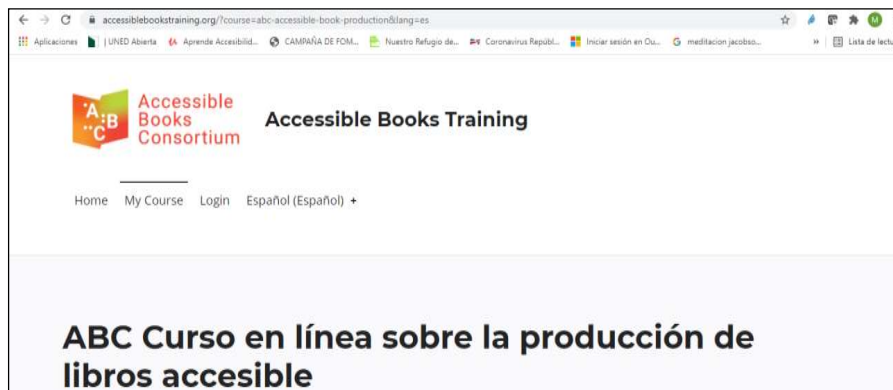 accessiblebookstraining.org/?course=abc-accessible-book-production&lang=es
M
Aplicaciones | UNED Abierta Aprende Accesibilid... CAMPAÑA DE FOM... Nuestro Refugio de... Coronavirus Repúbl... Iniciar sesión en Ou... meditacion jacobso... » Lista de lectu
A B C
Accessible
Books
Consortium
Accessible Books Training
Home My Course Login Español (Español) +
ABC Curso en línea sobre la producción de
libros accesible